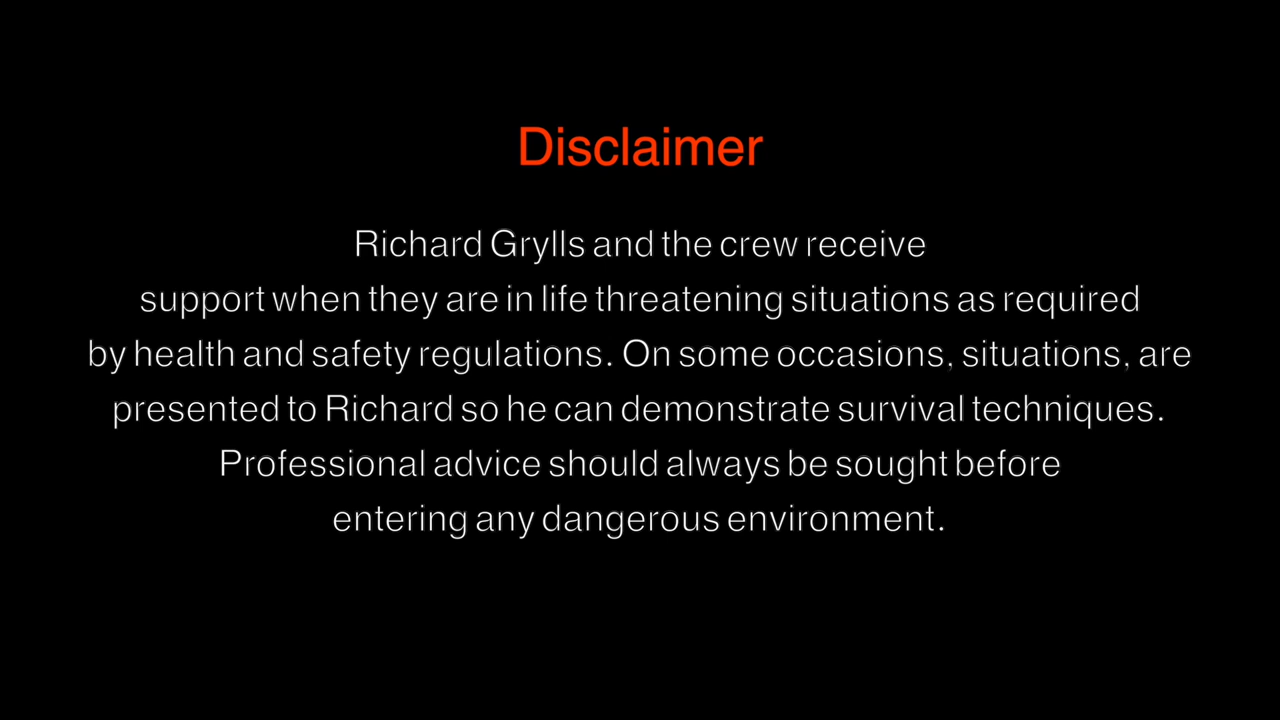 Disclaimer
Richard Grylls and the crew receive
support when they are in life threatening situations as required
by health and safety regulations. On some occasions, situations, are
presented to Richard so he can demonstrate survival techniques.
Professional advice should always be sought before
entering any dangerous environment.